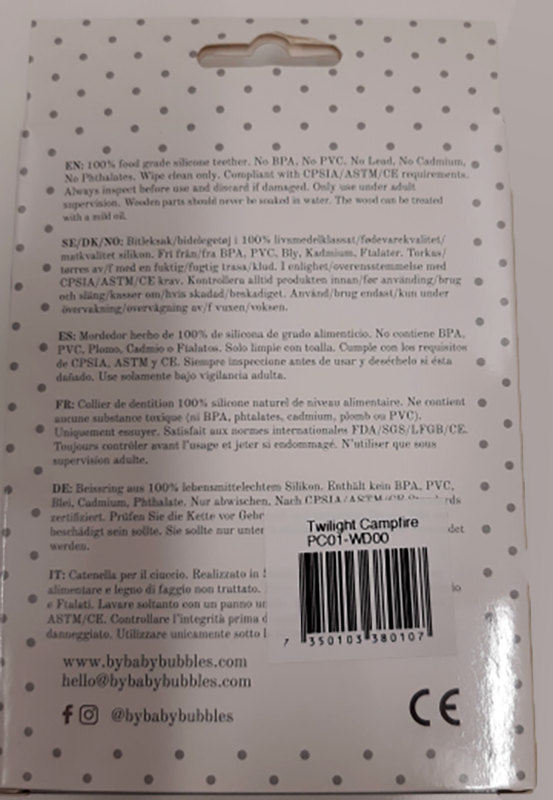 EN: 100% food grade silicone teether. No BPA, No PVC, No Lead, No Cadmium,
No Phthalates. Wipe clean only. Compliant with CPSIA/ASTM/CE requirements.
Always inspect before use and discard if damaged. Only use under adult
supervision. Wooden parts should never be soaked in water. The wood can be treated
with a mild oil.
SE/DK/NO: Bitleksak/bidelegetøj i 100% livsmedelklassat/fødevarekvalitet/
matkvalitet silikon. Fri från/fra BPA, PVC, Bly, Kadmium, Ftalater. Torkas/
tørres av/f med en fuktig/fugtig trasa/klud. I enlighet/overensstemmelse med
CPSIA/ASTM/CE krav. Kontrollera alltid produkten innan/før använding/brug
och släng/kasser om/hvis skadad/beskadiget. Använd/brug endast/kun under
övervakning/overvågning av/f vuxen/voksen.
ES: Mordedor hecho de 100% de silicona de grado alimenticio. No contiene BPA,
PVC, Plomo, Cadmio o Ftalatos. Solo limpie con toalla. Cumple con los requisitos
de CPSIA, ASTM y CE. Siempre inspeccione antes de usar y deséchelo si ésta
dañado. Use solamente bajo vigilancia adulta.
FR: Collier de dentition 100% silicone naturel de niveau alimentaire. Ne contient
aucune substance toxique (ni BPA, phtalates, cadmium, plomb ou PVC).
Uniquement essuyer. Satisfait aux normes internationales FDA/SGS/LFGB/CE.
Toujours contrôler avant l'usage et jeter si endommagé. N'utiliser que sous
supervision adulte.
DE: Beissring aus 100% lebensmittelechtem Silikon. Enthält kein BPA, PVC,
Blei, Cadmium, Phthalate. Nur abwischen. Nach CPSIA/ASTM/CE
zertifiziert. Prüfen Sie die Kette vor
beschädigt sein sollte. Sie sollte nur
werden.
Twilight Campfire
PC01-WD00
7 350103 380107
IT: Catenella per il ciuccio. Realizzato in
alimentare e legno di faggio non trattato.
e Ftalati. Lavare soltanto con un panno
ASTM/CE. Controllare l'integrità prima
danneggiato. Utilizzare unicamente sotto
www.bybabybubbles.com
hello@bybabybubbles.com
@bybabybubbles
CE